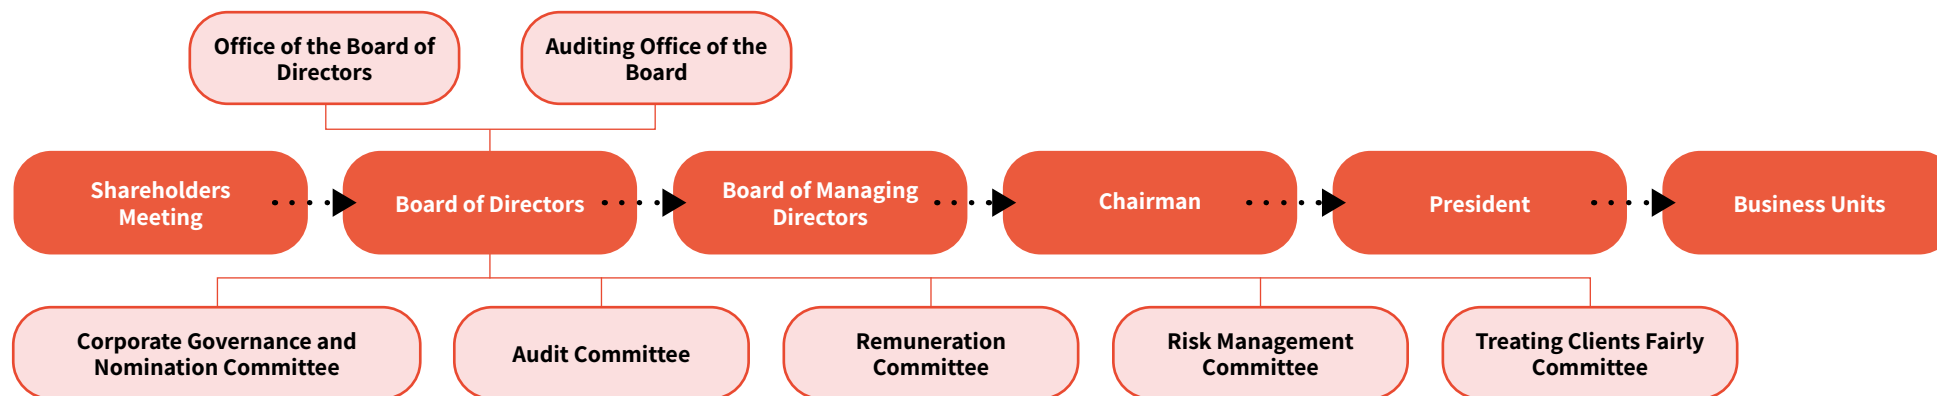 Office of the Board of
Directors
Auditing Office of the
Board
Shareholders
Meeting
Board of Directors
Board of Managing
Directors
Chairman
President
Business Units
Corporate Governance and
Nomination Committee
Audit Committee
Remuneration
Committee
Risk Management
Committee
Treating Clients Fairly
Committee